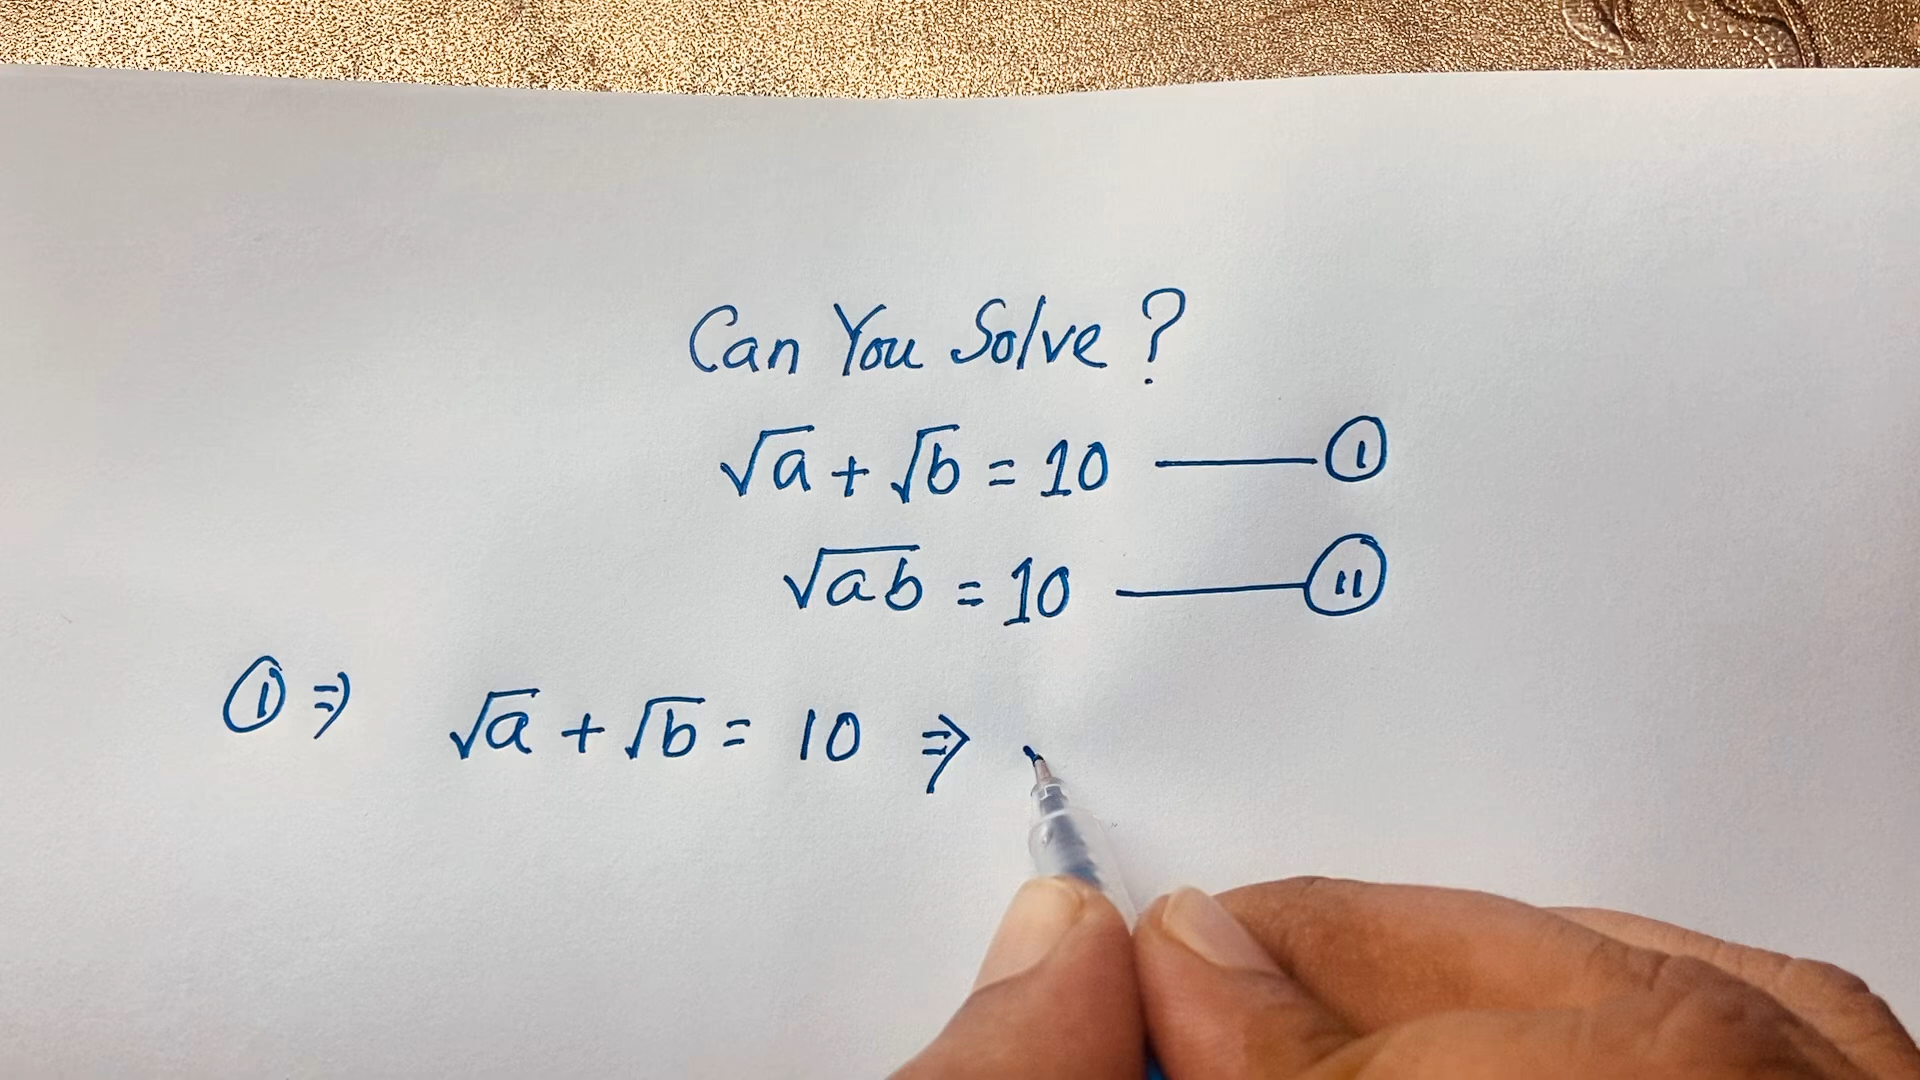 Can You Solve ?
√a + √b = 10 —— ①
√ab = 10 —— ⑪
① ⇒ √a + √b = 10 ⇒